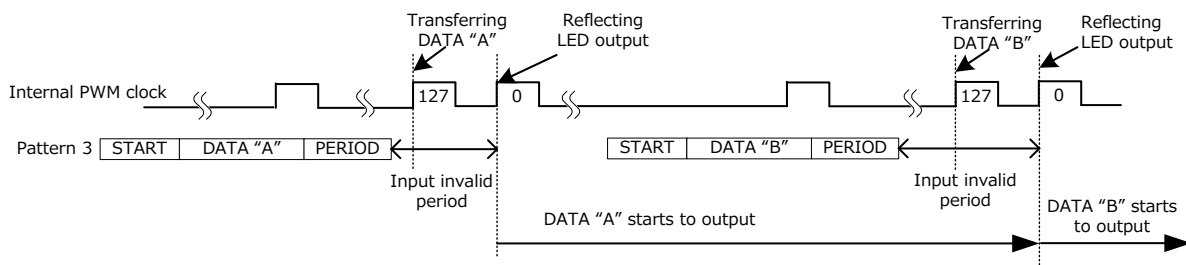 Transferring
DATA “A”
Reflecting
LED output
Transferring
DATA “B”
Reflecting
LED output
Internal PWM clock
127
0
127
0
Pattern 3
START
DATA “A”
PERIOD
START
DATA “B”
PERIOD
Input invalid
period
Input invalid
period
DATA “A” starts to output
DATA “B” starts
to output